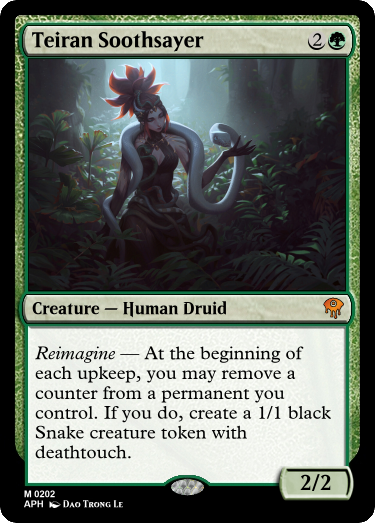 Teiran Soothsayer 2
Creature — Human Druid
Reimagine — At the beginning of
each upkeep, you may remove a
counter from a permanent you
control. If you do, create a 1/1 black
Snake creature token with
deathtouch.
2/2
M 0202
APH Dao Trong Le